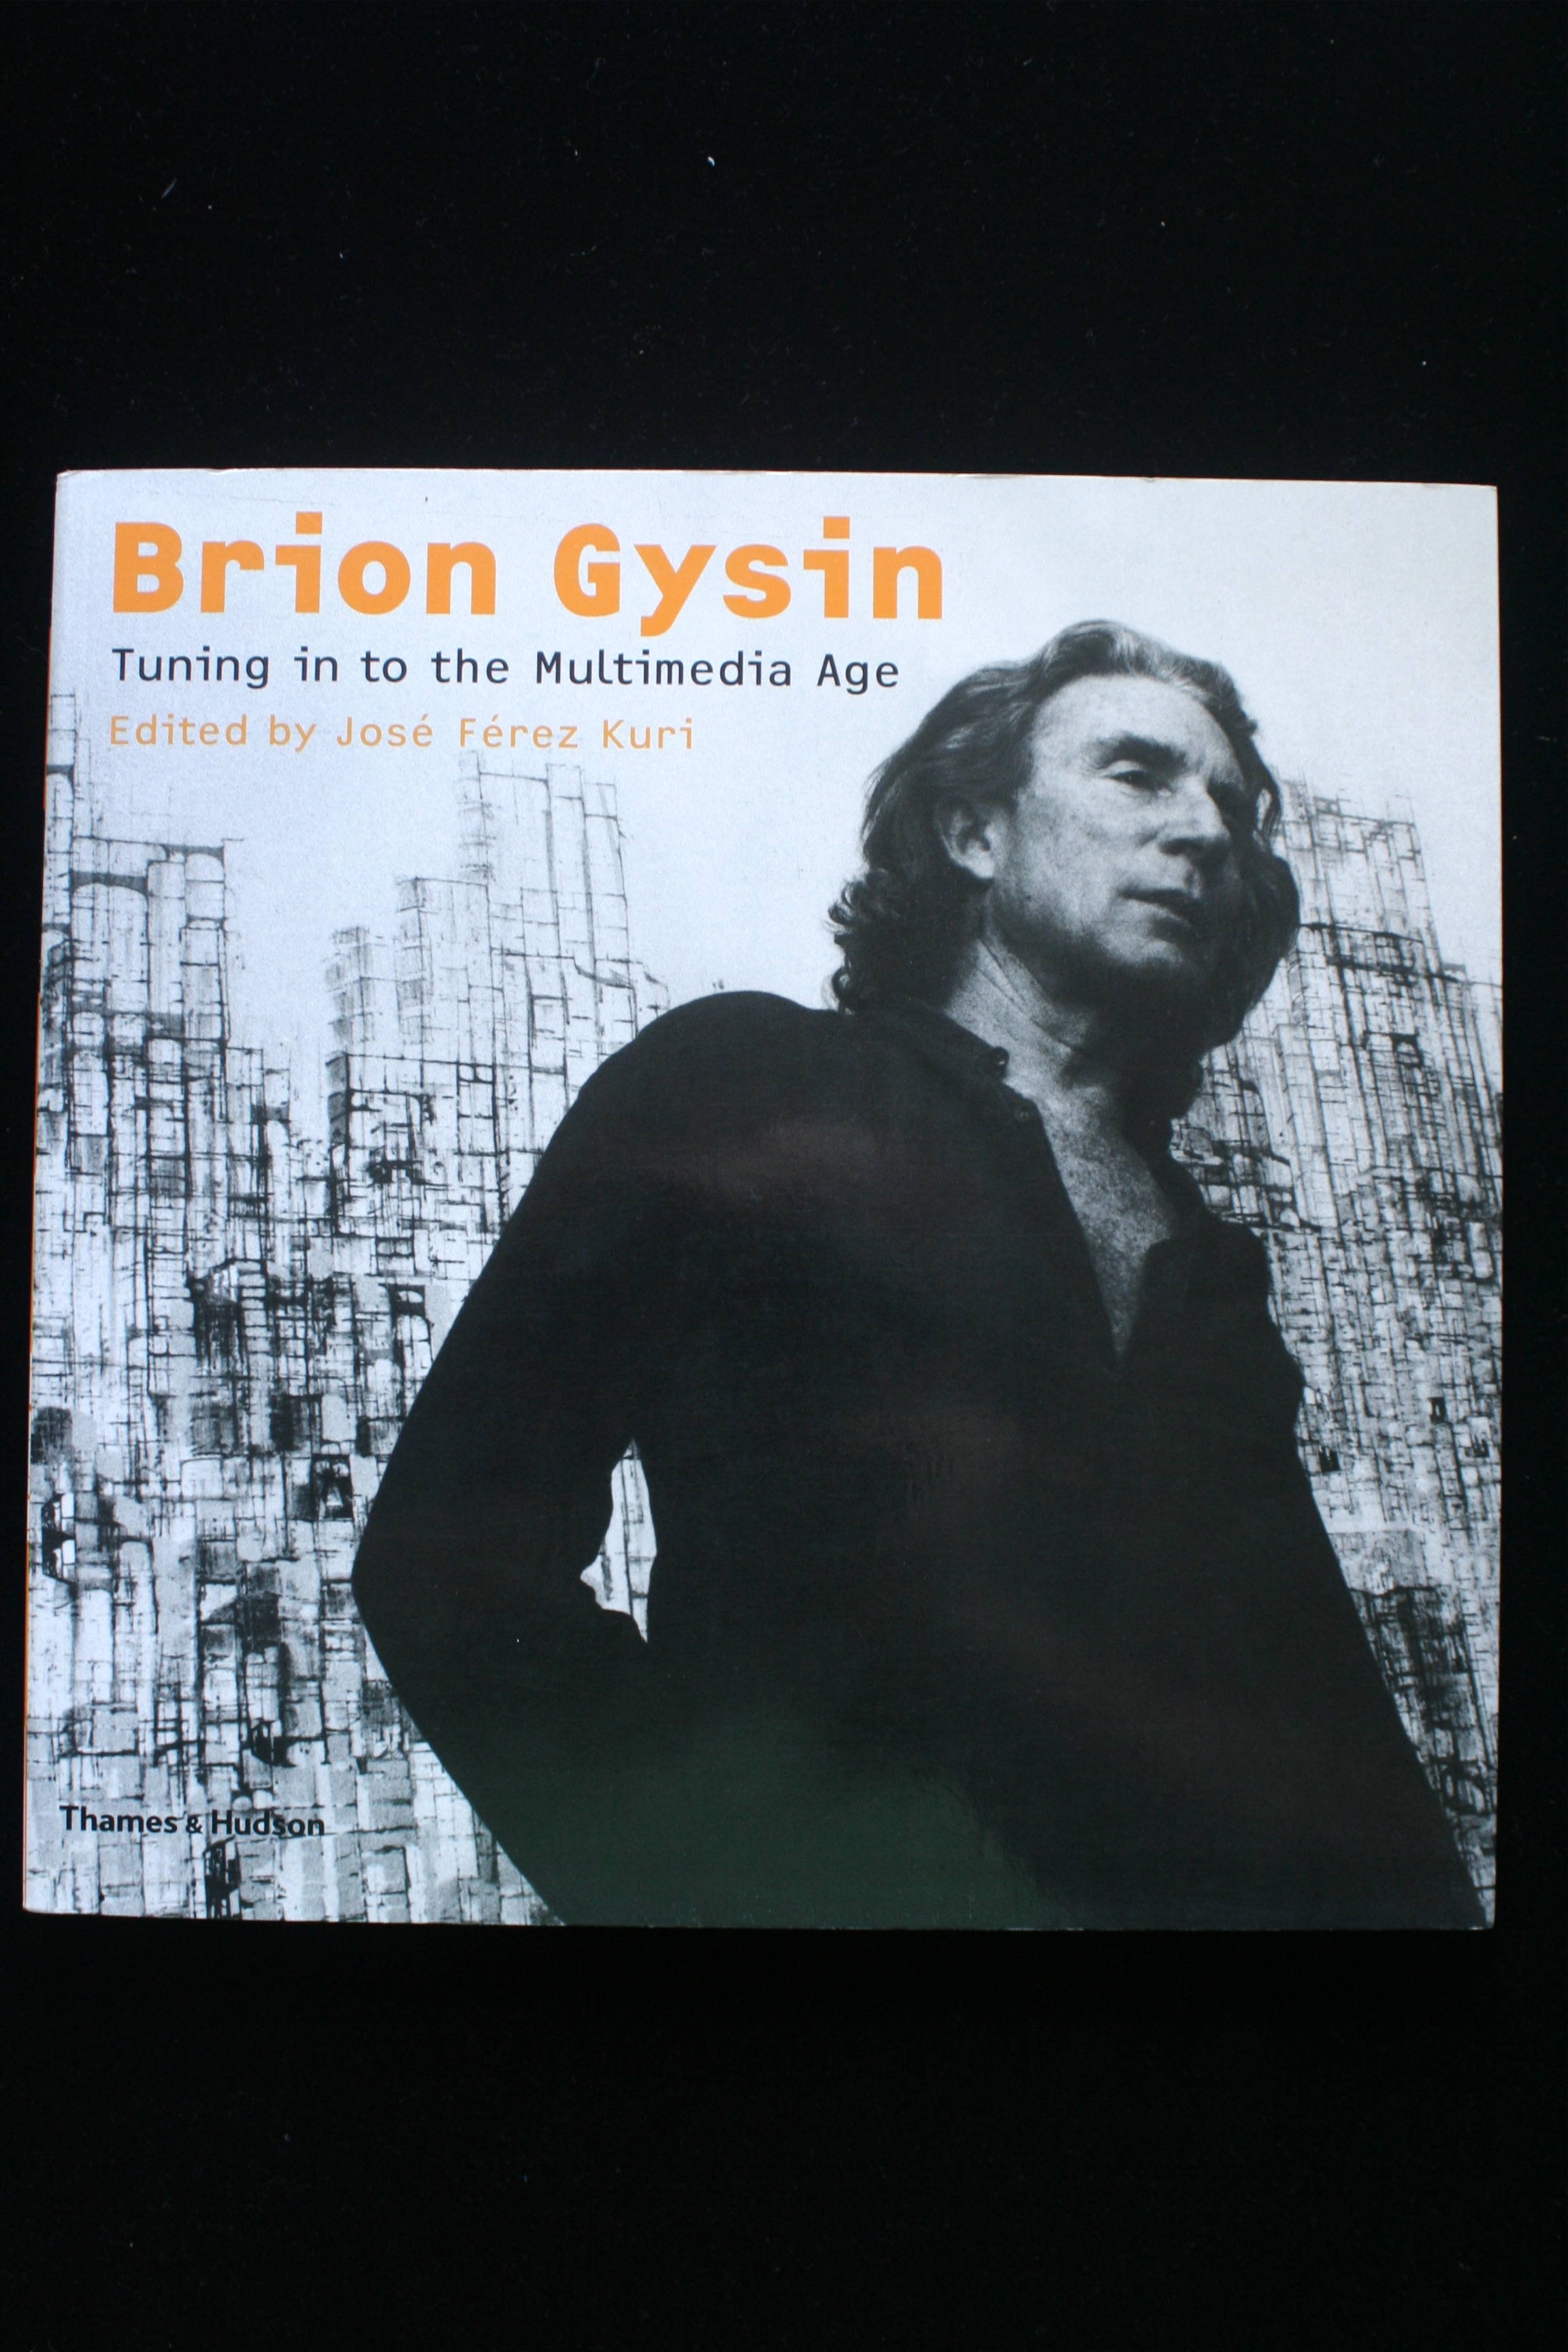 Brion Gysin
Tuning in to the Multimedia Age
Edited by José Férez Kuri
Thames & Hudson